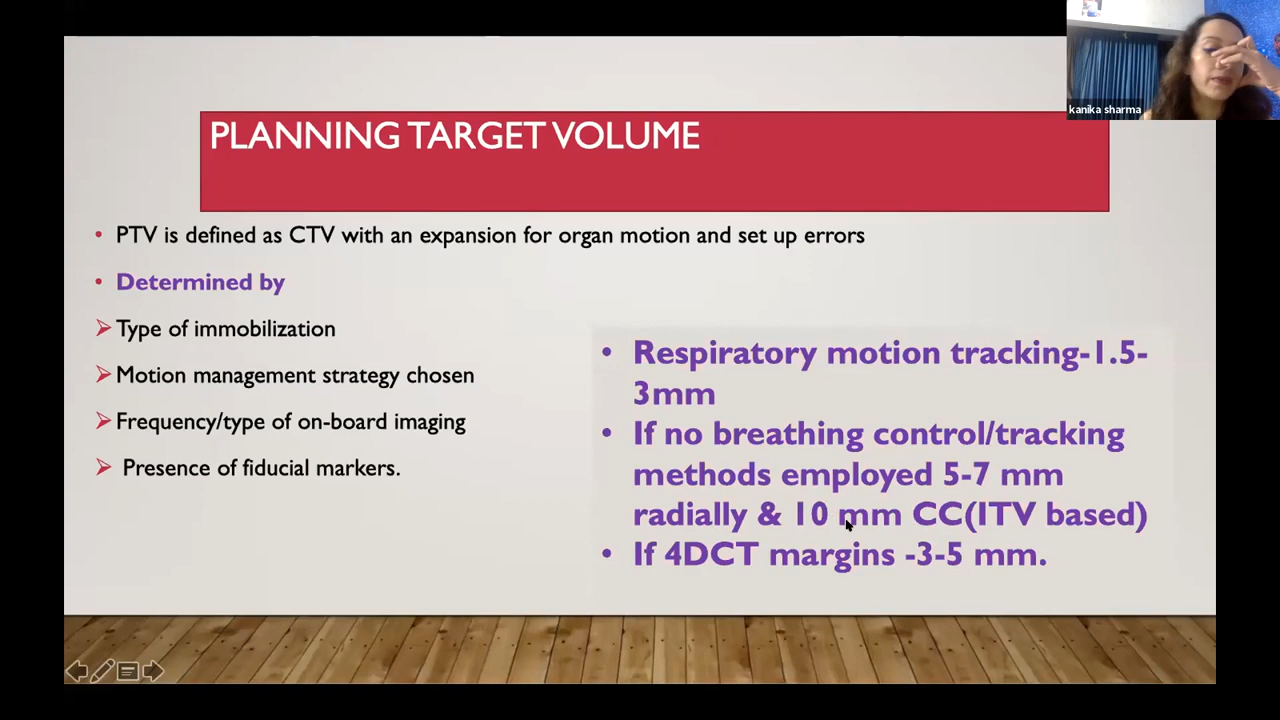 kanika sharma
PLANNING TARGET VOLUME
• PTV is defined as CTV with an expansion for organ motion and set up errors
• Determined by
➢ Type of immobilization
➢ Motion management strategy chosen
➢ Frequency/type of on-board imaging
➢ Presence of fiducial markers.
• Respiratory motion tracking-1.5-
3mm
• If no breathing control/tracking
methods employed 5-7 mm
radially & 10 mm CC(ITV based)
• If 4DCT margins -3-5 mm.